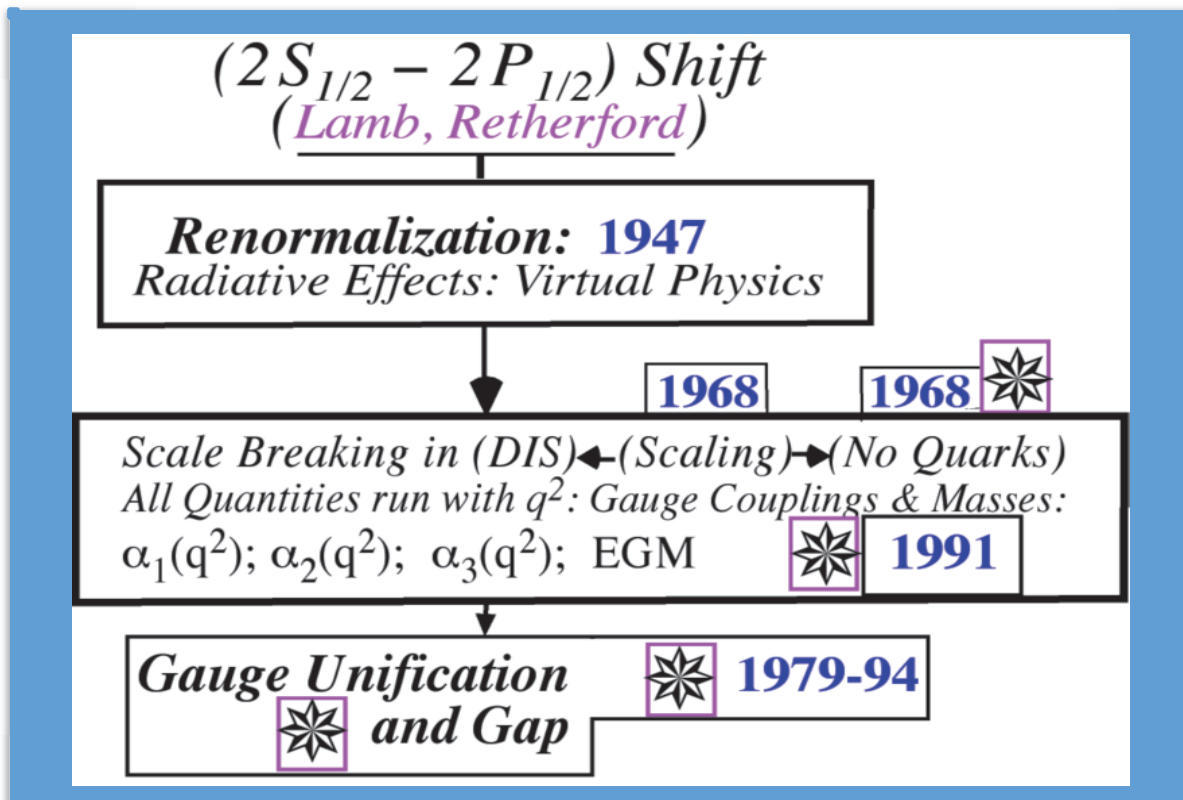 (2S₁/₂ – 2P₁/₂) Shift
(Lamb, Retherford)
Renormalization: 1947
Radiative Effects: Virtual Physics
1968 1968
Scale Breaking in (DIS)←(Scaling)→(No Quarks)
All Quantities run with q²: Gauge Couplings & Masses:
α₁(q²); α₂(q²); α₃(q²); EGM 1991
Gauge Unification 1979-94
and Gap